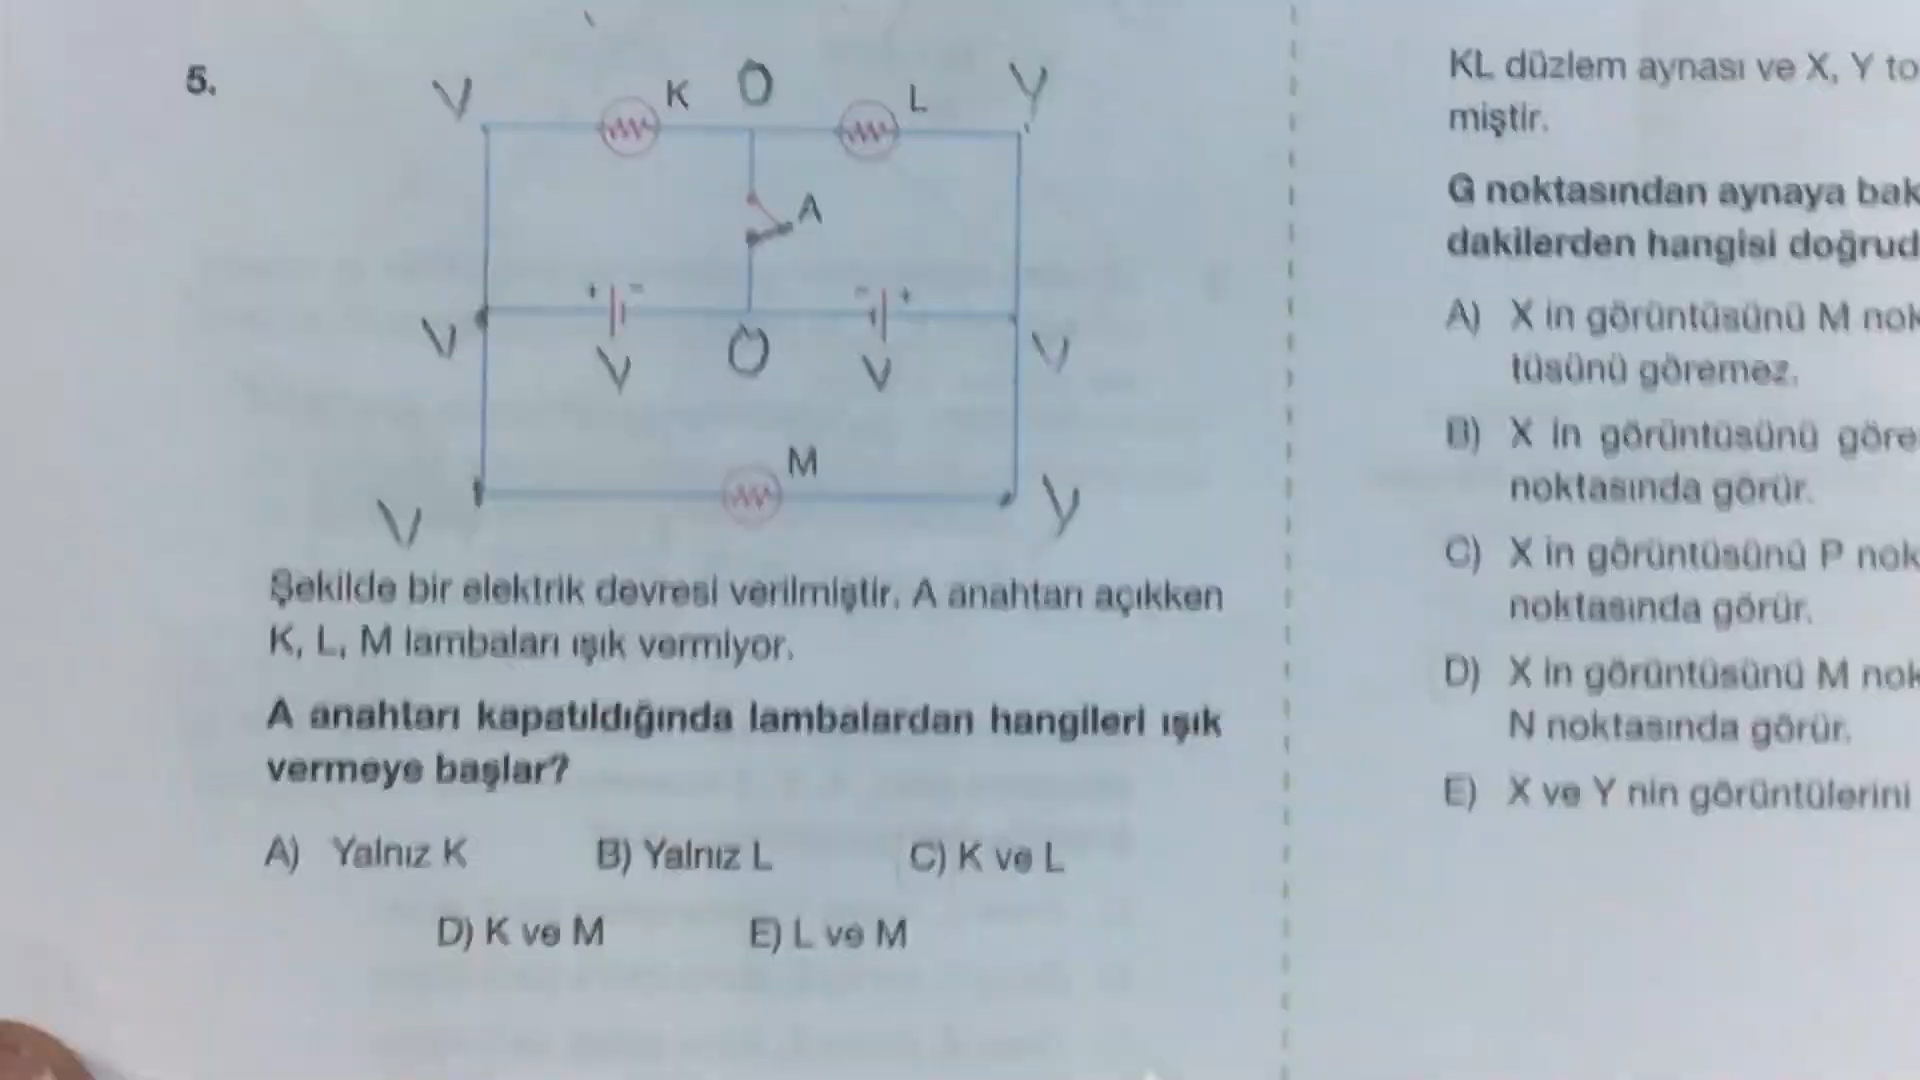 5.
V K O L Y
A
+ - - +
V V O V V
M
V Y
Şekilde bir elektrik devresi verilmiştir. A anahtarı açıkken
K, L, M lambaları ışık vermiyor.
A anahtarı kapatıldığında lambalardan hangileri ışık
vermeye başlar?
A) Yalnız K B) Yalnız L C) K ve L
D) K ve M E) L ve M
KL düzlem aynası ve X, Y to
miştir.
G noktasından aynaya bak
dakilerden hangisi doğrud
A) X in görüntüsünü M nok
tüsünü göremez.
B) X in görüntüsünü göre
noktasında görür.
C) X in görüntüsünü P nok
noktasında görür.
D) X in görüntüsünü M nok
N noktasında görür.
E) X ve Y nin görüntülerini